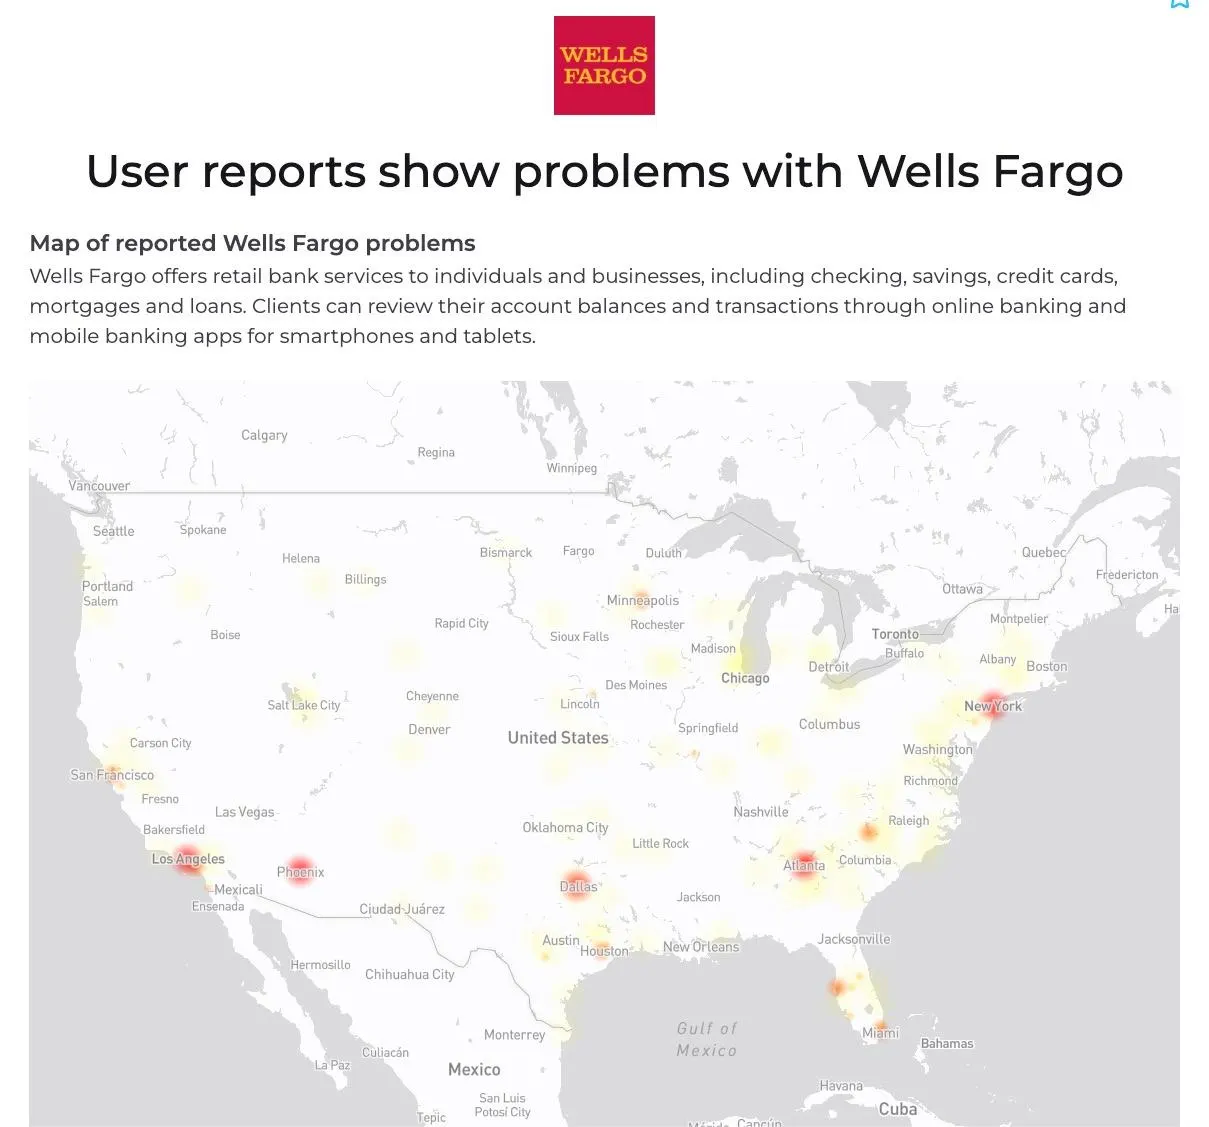 WELLS
FARGO
User reports show problems with Wells Fargo
Map of reported Wells Fargo problems
Wells Fargo offers retail bank services to individuals and businesses, including checking, savings, credit cards,
mortgages and loans. Clients can review their account balances and transactions through online banking and
mobile banking apps for smartphones and tablets.
Calgary
Regina
Winnipeg
Vancouver
Seattle
Spokane
Helena
Billings
Bismarck
Fargo
Duluth
Quebec
Fredericton
Portland
Salem
Ottawa
Ha
Minneapolis
Rochester
Montpelier
Boise
Rapid City
Sioux Falls
Toronto
Buffalo
Madison
Detroit
Albany
Boston
Chicago
Des Moines
Salt Lake City
Cheyenne
Lincoln
New York
Denver
Springfield
Columbus
United States
Carson City
Washington
San Francisco
Richmond
Fresno
Las Vegas
Nashville
Raleigh
Bakersfield
Oklahoma City
Little Rock
Los Angeles
Phoenix
Atlanta
Columbia
Mexicali
Dallas
Ensenada
Ciudad Juárez
Jackson
Austin
Houston
New Orleans
Jacksonville
Hermosillo
Chihuahua City
Gulf of
Mexico
Monterrey
Miami
Bahamas
Culiacán
La Paz
Mexico
Havana
San Luis
Potosí City
Tepic
Cuba
Mérida
Cancún